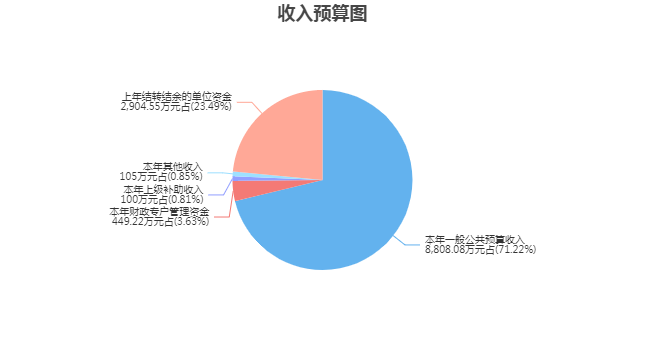 收入预算图
上年结转结余的单位资金
2,904.55万元占(23.49%)
本年其他收入
105万元占(0.85%)
本年上级补助收入
100万元占(0.81%)
本年财政专户管理资金
449.22万元占(3.63%)
本年一般公共预算收入
8,808.08万元占(71.22%)